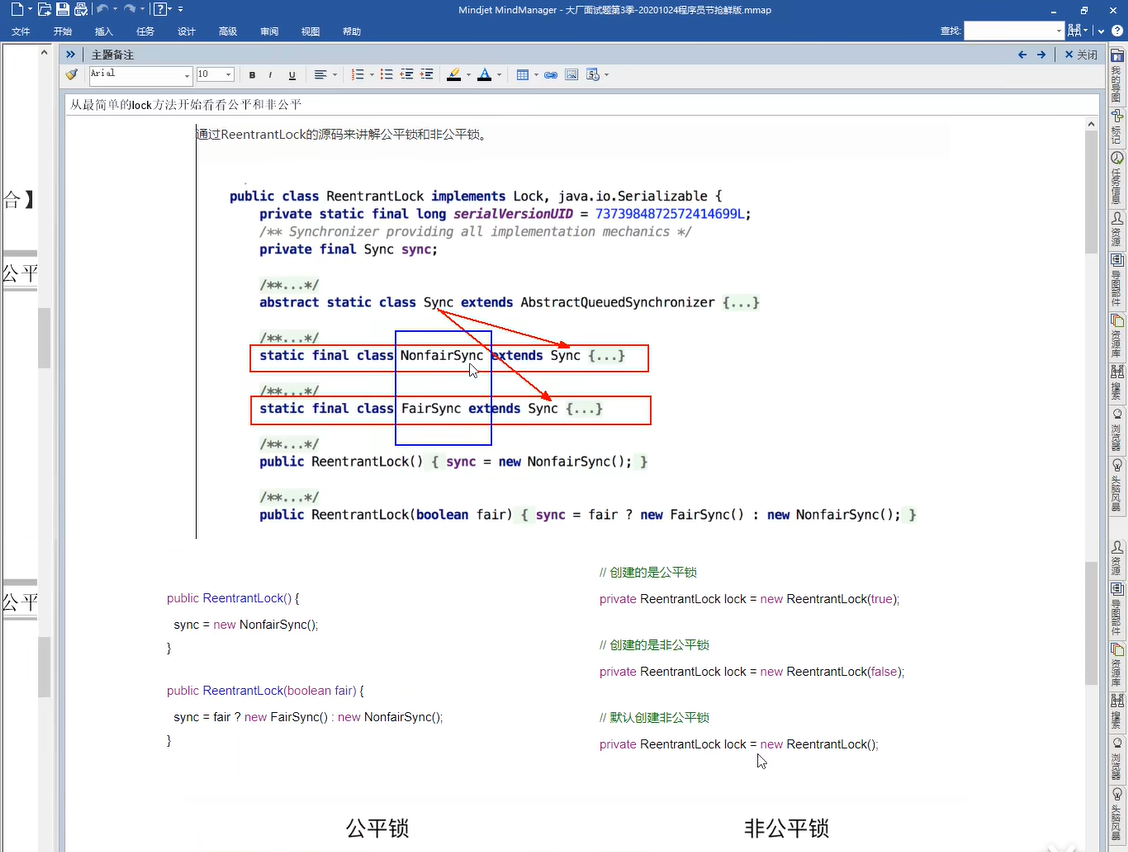 Mindjet MindManager - 大厂面试题第3季-20201024程序员节抢鲜版.mmap
文件 开始 插入 任务 设计 高级 审阅 视图 帮助 查找:
主题备注 关闭
Arial 10 B I U A
从最简单的lock方法开始看看公平和非公平
通过ReentrantLock的源码来讲解公平锁和非公平锁。
public class ReentrantLock implements Lock, java.io.Serializable {
private static final long serialVersionUID = 7373984872572414699L;
/** Synchronizer providing all implementation mechanics */
private final Sync sync;
/**...*/
abstract static class Sync extends AbstractQueuedSynchronizer {...}
/**...*/
static final class NonfairSync extends Sync {...}
/**...*/
static final class FairSync extends Sync {...}
/**...*/
public ReentrantLock() { sync = new NonfairSync(); }
/**...*/
public ReentrantLock(boolean fair) { sync = fair ? new FairSync() : new NonfairSync(); }
public ReentrantLock() {
sync = new NonfairSync();
}
public ReentrantLock(boolean fair) {
sync = fair ? new FairSync() : new NonfairSync();
}
// 创建的是公平锁
private ReentrantLock lock = new ReentrantLock(true);
// 创建的是非公平锁
private ReentrantLock lock = new ReentrantLock(false);
// 默认创建非公平锁
private ReentrantLock lock = new ReentrantLock();
公平锁
非公平锁
合】
公平
公平
我的导图
标记
任务信息
资源
导图部件
资源库
搜索
浏览器
头脑风暴
资源
导图部件
资源库
搜索
浏览器
头脑风暴